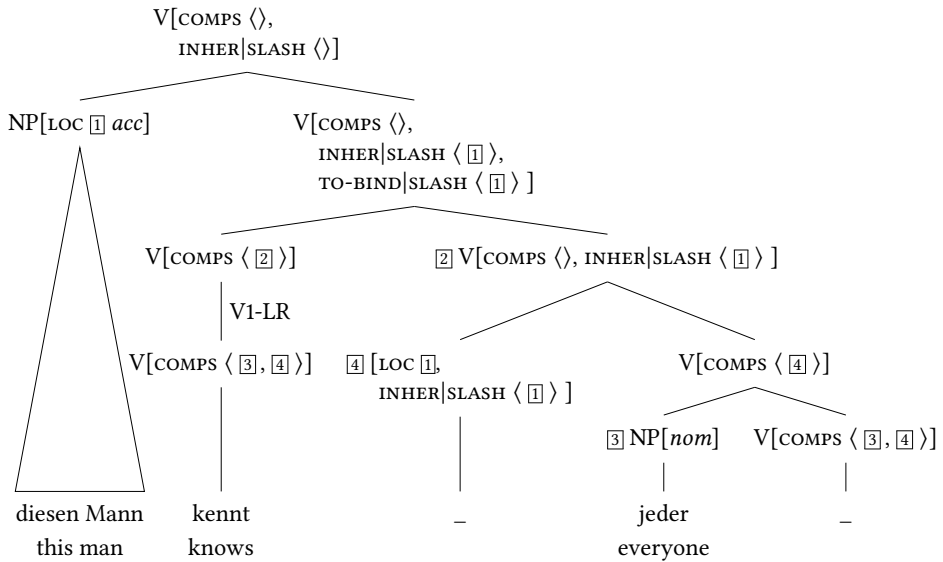 V[COMPS ⟨⟩,
INHER|SLASH ⟨⟩]
NP[LOC 1 acc]
V[COMPS ⟨⟩,
INHER|SLASH ⟨ 1 ⟩,
TO-BIND|SLASH ⟨ 1 ⟩ ]
V[COMPS ⟨ 2 ⟩]
2 V[COMPS ⟨⟩, INHER|SLASH ⟨ 1 ⟩ ]
V1-LR
V[COMPS ⟨ 3 , 4 ⟩]
4 [LOC 1,
INHER|SLASH ⟨ 1 ⟩ ]
V[COMPS ⟨ 4 ⟩]
3 NP[nom]
V[COMPS ⟨ 3 , 4 ⟩]
diesen Mann kennt _ jeder _
this man knows everyone